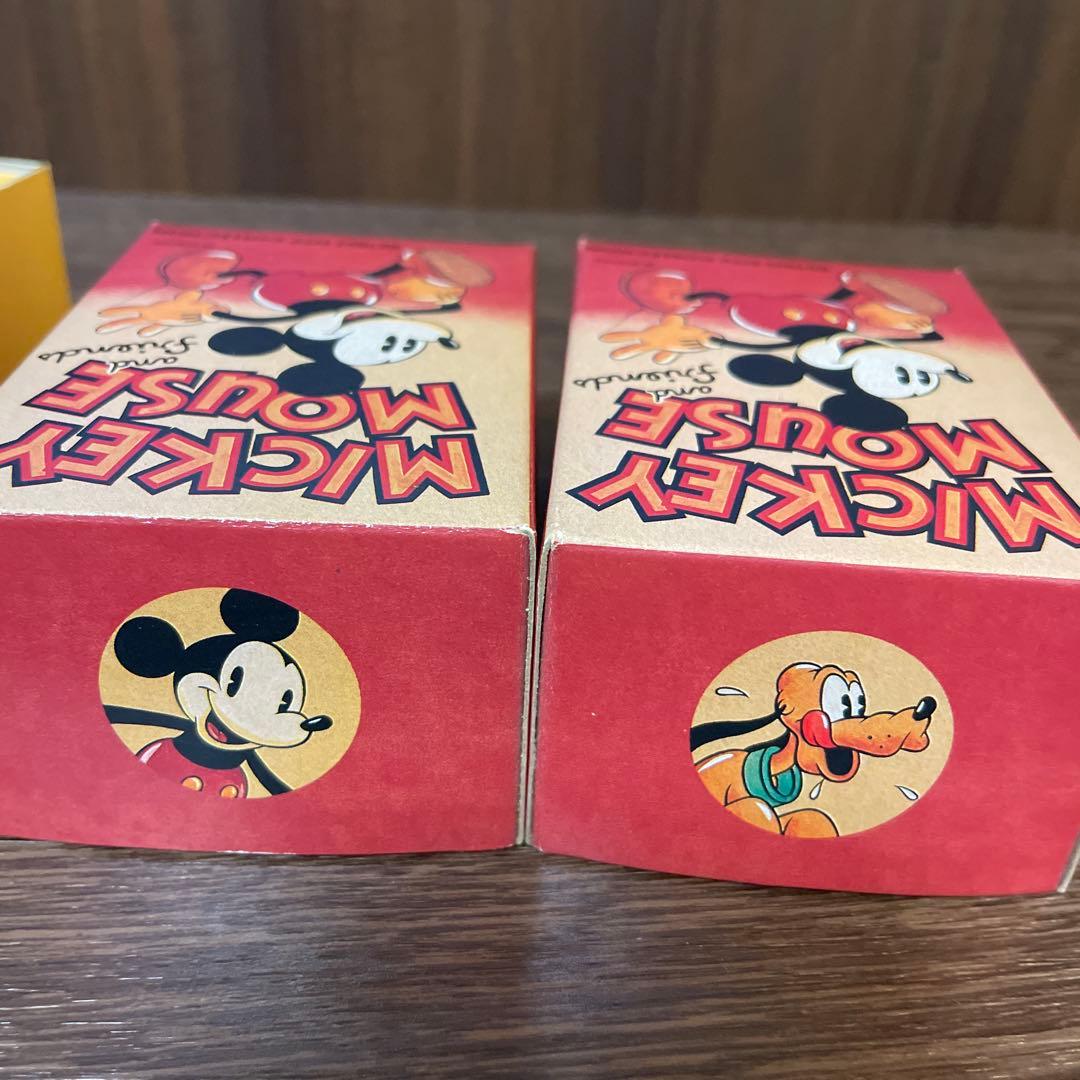 MICKEY
MOUSE
and
friends
MICKEY
MOUSE
and
friends